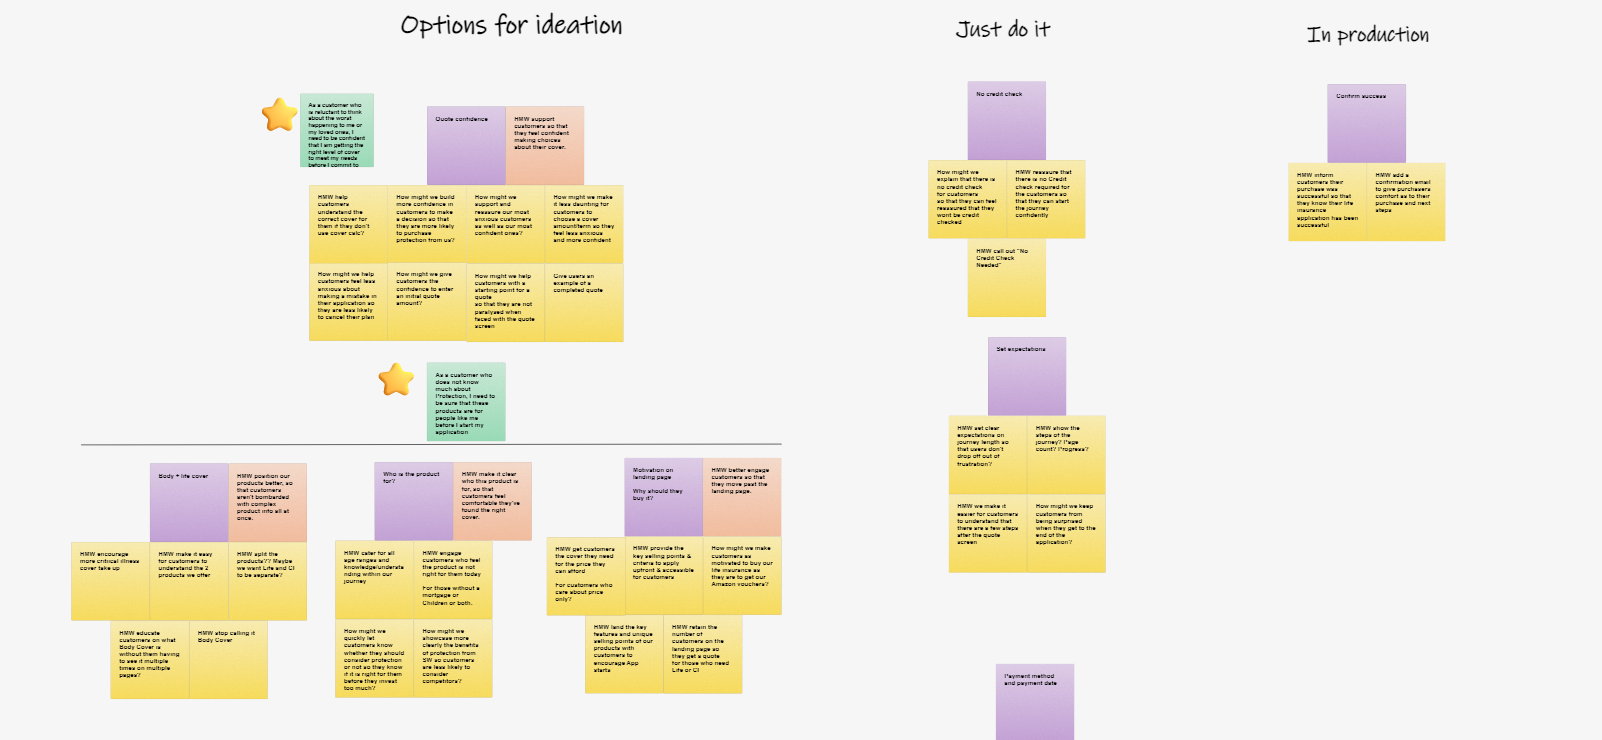 Options for ideation
Just do it
In production
As a customer who
is reluctant to think
about the worst
happening to me or
my loved ones, I
need to be confident
that I am getting the
right level of cover
to meet my needs
before I commit to
Quote confidence
HMW support
customers so that
they feel confident
making choices
about their cover.
HMW help
customers
understand the
correct cover for
them if they don't
use cover calc?
How might we build
more confidence in
customers to make
a decision so that
they are more likely
to purchase
protection from us?
How might we
support and
reassure our most
anxious customers
as well as our most
confident ones?
How might we make
it less daunting for
customers to
choose a cover
amount/term so they
feel less anxious
and more confident
How might we help
customers feel less
anxious about
making a mistake in
their application so
they are less likely
to cancel their plan
How might we give
customers the
confidence to enter
an initial quote
amount?
How might we help
customers with a
starting point for a
quote
so that they are not
paralysed when
faced with the quote
screen
Give users an
example of a
completed quote
As a customer who
does not know
much about
Protection, I need to
be sure that these
products are for
people like me
before I start my
application
Body + life cover
HMW position our
products better, so
that customers
aren't bombarded
with complex
product info all at
once.
HMW encourage
more critical illness
cover take up
HMW make it easy
for customers to
understand the 2
products we offer
HMW split the
products?? Maybe
we want Life and CI
to be separate?
HMW educate
customers on what
Body Cover is
without them having
to see it multiple
times on multiple
pages?
HMW stop calling it
Body Cover
Who is the product
for?
HMW make it clear
who this product is
for, so that
customers feel
comfortable they've
found the right
cover.
HMW cater for all
age ranges and
knowledge/understa
nding within our
journey
HMW engage
customers who feel
the product is not
right for them today
For those without a
mortgage or
Children or both.
How might we
quickly let
customers know
whether they should
consider protection
or not so they know
if it is right for them
before they invest
too much?
How might we
showcase more
clearly the benefits
of protection from
SW so customers
are less likely to
consider
competitors?
Motivation on
landing page
Why should they
buy it?
HMW better engage
customers so that
they move past the
landing page.
HMW get customers
the cover they need
for the price they
can afford
For customers who
care about price
only?
HMW provide the
key selling points &
criteria to apply
upfront & accessible
for customers
How might we make
customers as
motivated to buy our
life insurance as
they are to get our
Amazon vouchers?
HMW land the key
features and unique
selling points of our
products with
customers to
encourage App
starts
HMW retain the
number of
customers on the
landing page so
they get a quote
for those who need
Life or CI
No credit check
How might we
explain that there is
no credit check
for customers
so that they can feel
reassured that they
wont be credit
checked
HMW reassure that
there is no Credit
check required for
the customers so
that they can start
the journey
confidently
HMW call out "No
Credit Check
Needed"
Set expectations
HMW set clear
expectations on
journey length so
that users don't
drop off out of
frustration?
HMW show the
steps of the
journey? Page
count? Progress?
HMW we make it
easier for customers
to understand that
there are a few steps
after the quote
screen
How might we keep
customers from
being surprised
when they get to the
end of the
application?
Payment method
and payment date
Confirm success
HMW inform
customers their
purchase was
successful so that
they know their life
insurance
application has been
successful
HMW add a
confirmation email
to give purchasers
comfort as to their
purchase and next
steps